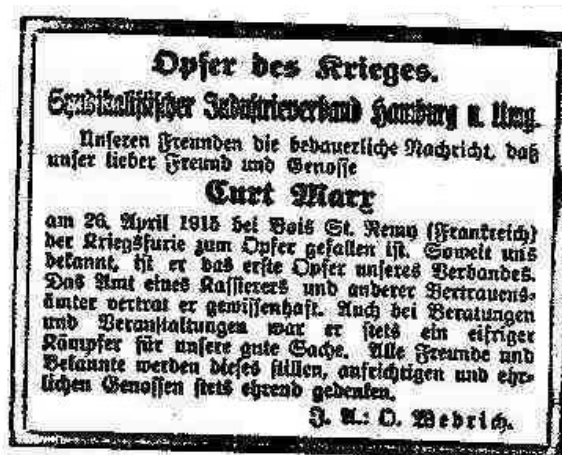 Opfer des Krieges.
Syndikalistischer Industrieverband Hamburg u. Umg.
Unseren Freunden die bedauerliche Nachricht, daß
unser lieber Freund und Genosse
Curt Marx
am 26. April 1915 bei Bois St. Remy (Frankreich)
der Kriegsfurie zum Opfer gefallen ist. Soweit uns
bekannt, ist er das erste Opfer unseres Verbandes.
Das Amt eines Kassierers und anderer Vertrauens-
ämter vertrat er gewissenhaft. Auch bei Beratungen
und Veranstaltungen war er stets ein eifriger
Kämpfer für unsere gute Sache. Alle Freunde und
Bekannte werden dieses stillen, aufrichtigen und ehr-
lichen Genossen stets ehrend gedenken.
J. A.: O. Wedrich.